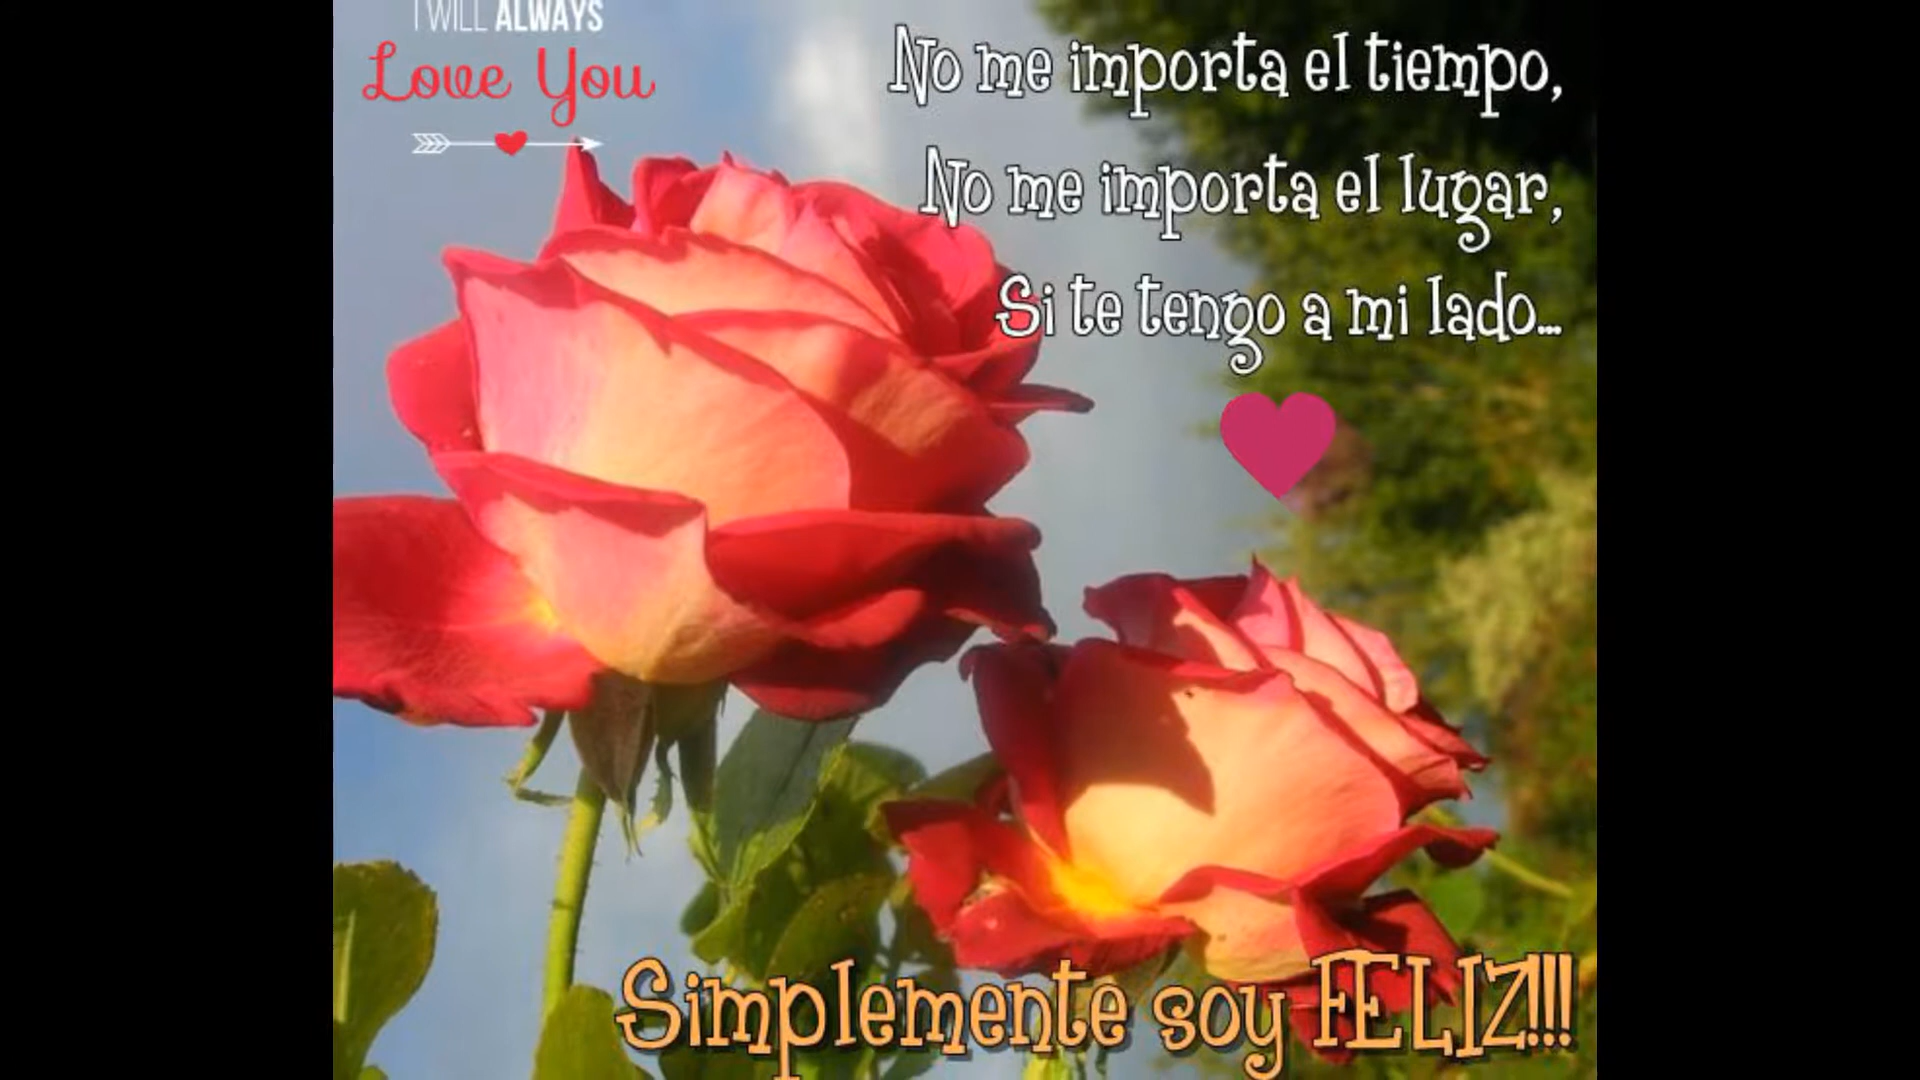 I WILL ALWAYS
Love You
No me importa el tiempo,
No me importa el lugar,
Si te tengo a mi lado...
Simplemente soy FELIZ!!!